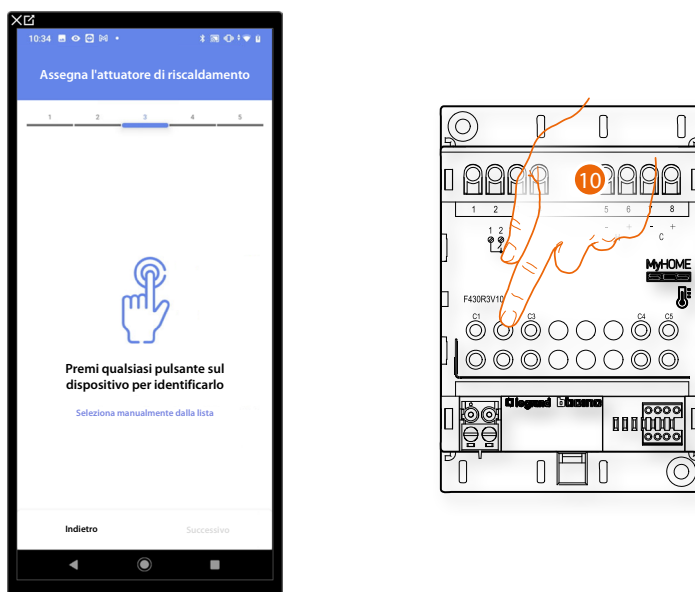 10:34
Assegna l'attuatore di riscaldamento
1 2 3 4 5
Premi qualsiasi pulsante sul
dispositivo per identificarlo
Seleziona manualmente dalla lista
Indietro Successivo
10
1 2 5 6 7 8
- + - +
1 2 C
MyHOME
F430R3V10
C1 C3 C4 C5
legrand bticino